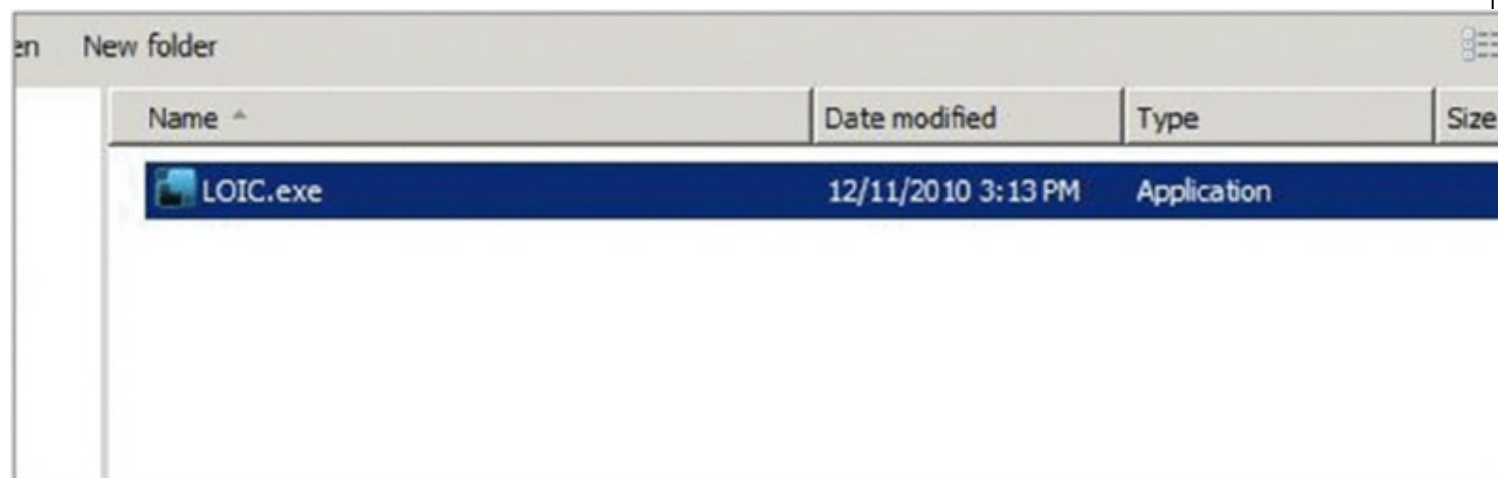 New folder
Name Date modified Type Size
LOIC.exe 12/11/2010 3:13 PM Application